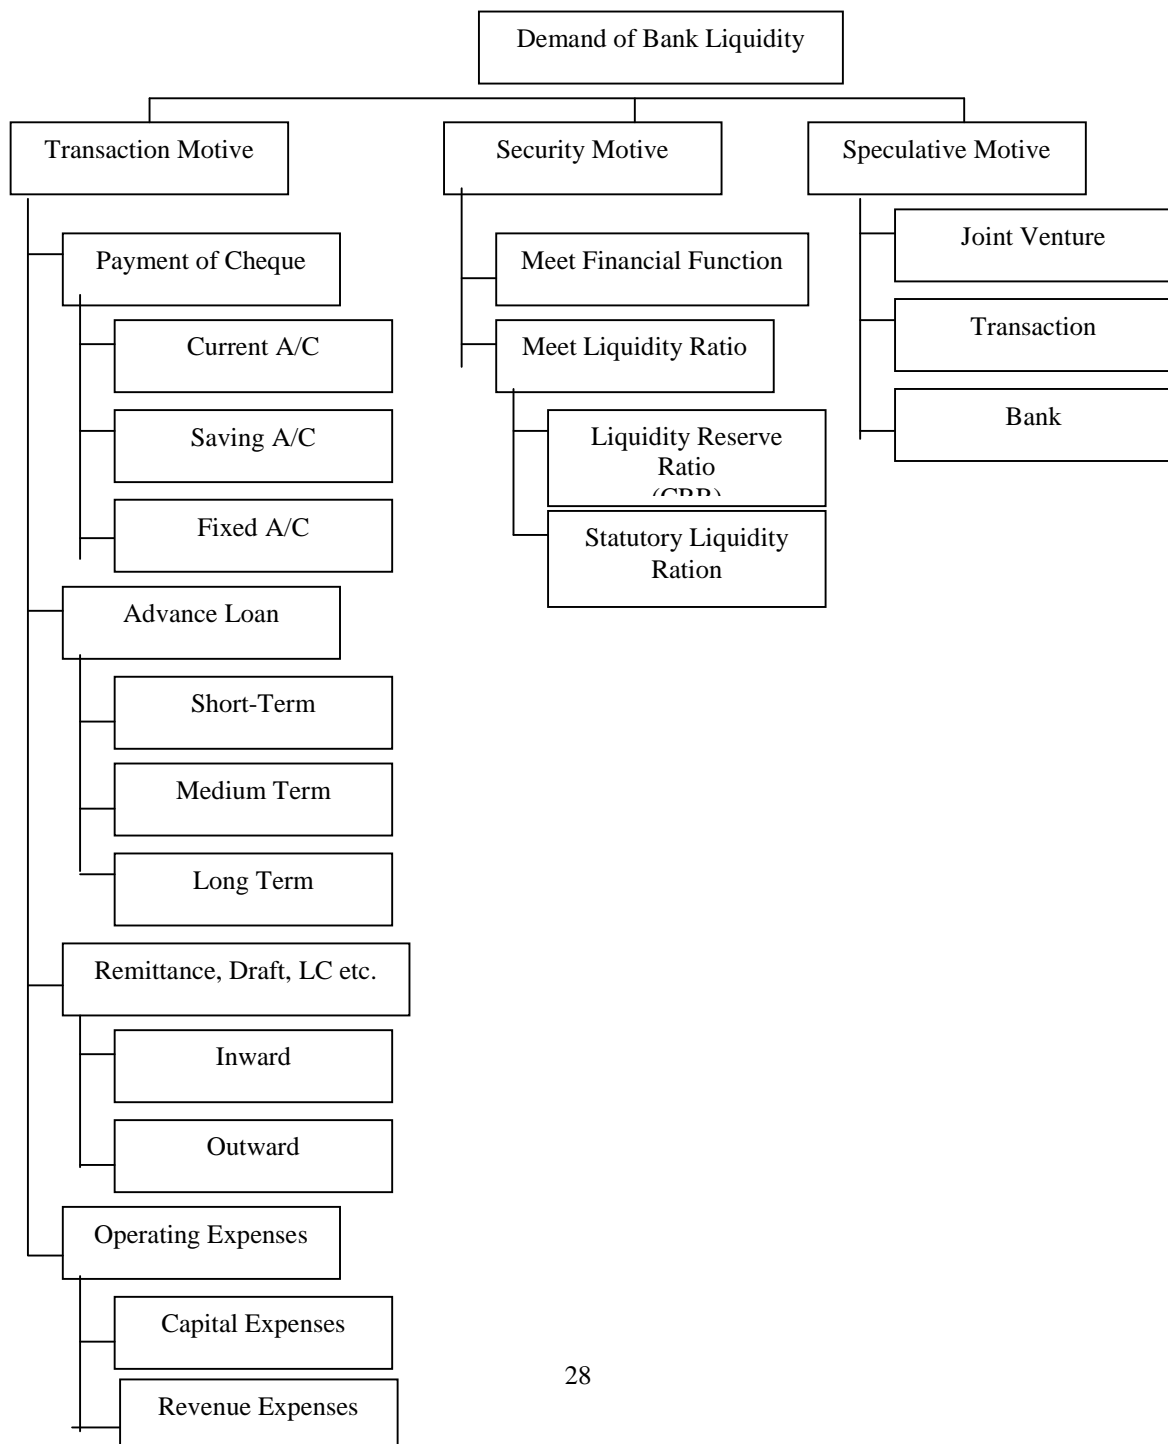 Demand of Bank Liquidity
Transaction Motive
Payment of Cheque
Current A/C
Saving A/C
Fixed A/C
Advance Loan
Short-Term
Medium Term
Long Term
Remittance, Draft, LC etc.
Inward
Outward
Operating Expenses
Capital Expenses
Revenue Expenses
Security Motive
Meet Financial Function
Meet Liquidity Ratio
Liquidity Reserve
Ratio
Statutory Liquidity
Ration
Speculative Motive
Joint Venture
Transaction
Bank
28